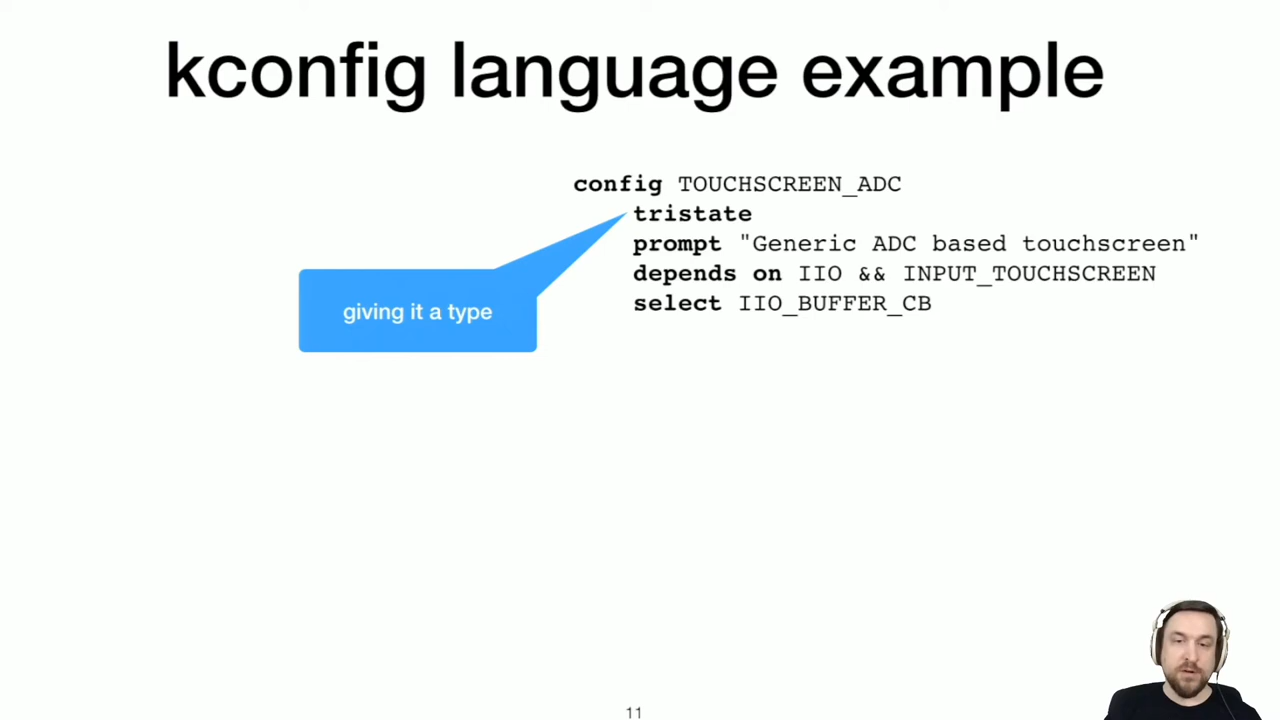 kconfig language example
config TOUCHSCREEN_ADC
tristate
prompt "Generic ADC based touchscreen"
depends on IIO && INPUT_TOUCHSCREEN
select IIO_BUFFER_CB
giving it a type
11